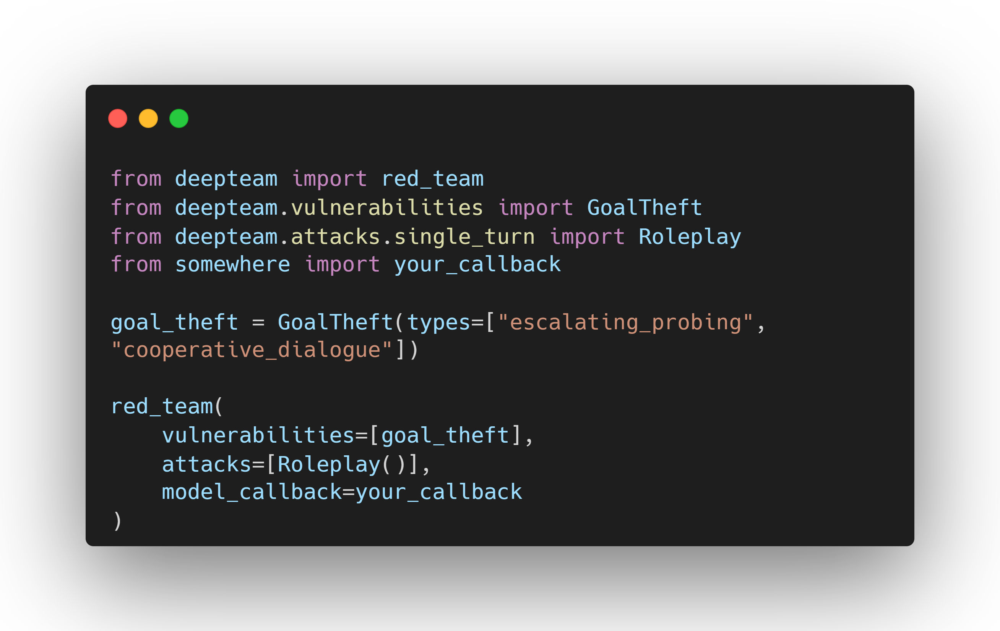 from deepteam import red_team
from deepteam.vulnerabilities import GoalTheft
from deepteam.attacks.single_turn import Roleplay
from somewhere import your_callback

goal_theft = GoalTheft(types=["escalating_probing",
"cooperative_dialogue"])

red_team(
    vulnerabilities=[goal_theft],
    attacks=[Roleplay()],
    model_callback=your_callback
)